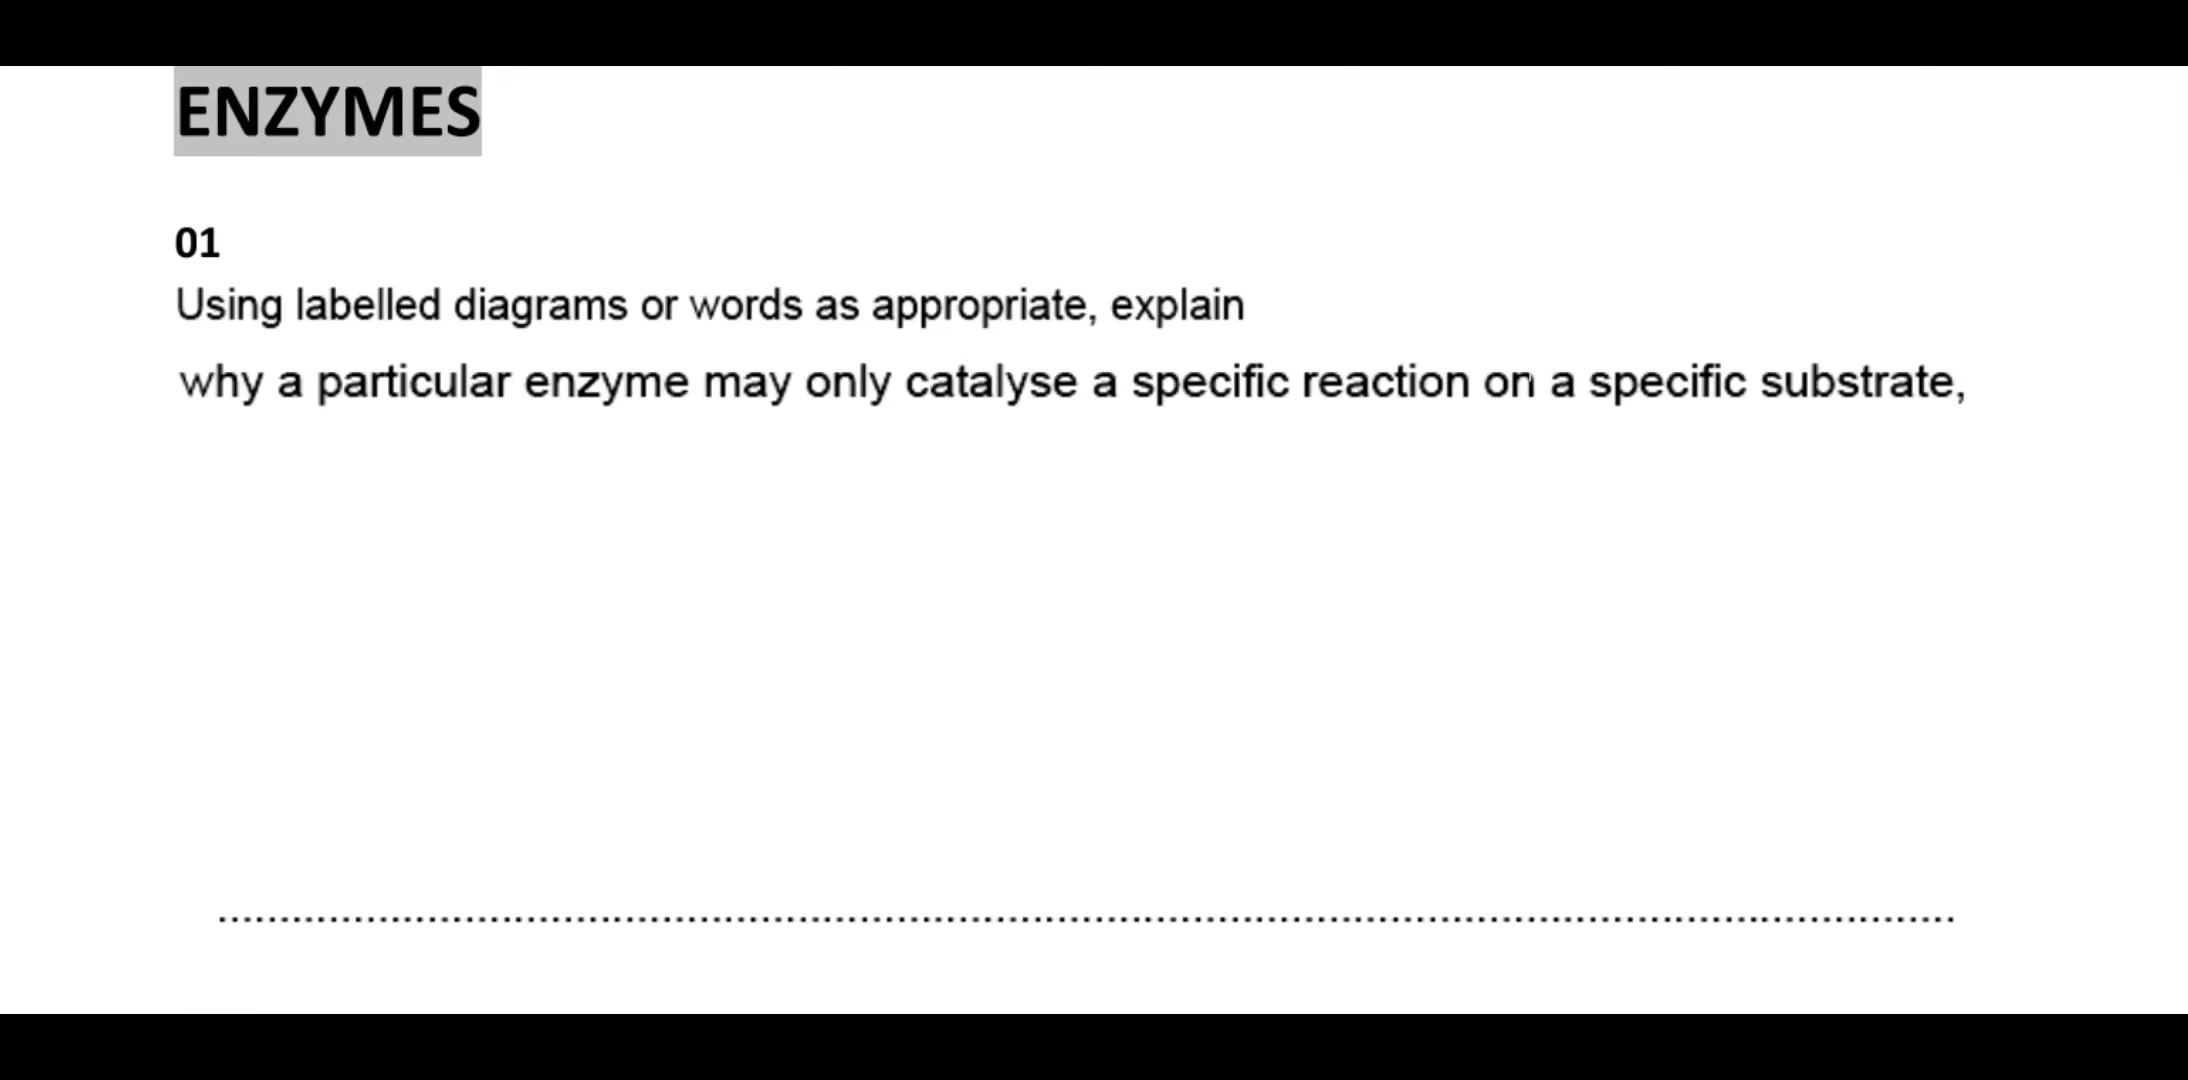 ENZYMES
01
Using labelled diagrams or words as appropriate, explain
why a particular enzyme may only catalyse a specific reaction on a specific substrate,